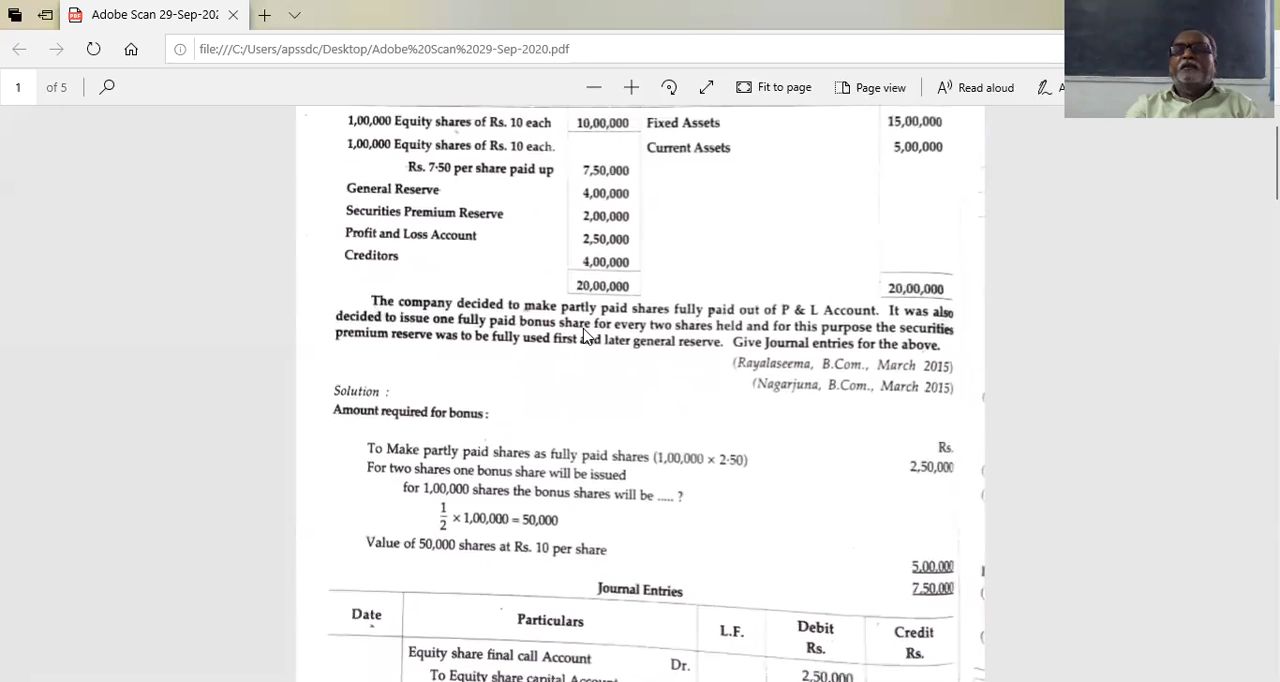 Adobe Scan 29-Sep-202
file:///C:/Users/apssdc/Desktop/Adobe%20Scan%2029-Sep-2020.pdf
1 of 5
Fit to page
Page view
Read aloud
1,00,000 Equity shares of Rs. 10 each 10,00,000 Fixed Assets 15,00,000
1,00,000 Equity shares of Rs. 10 each. Current Assets 5,00,000
Rs. 7·50 per share paid up 7,50,000
General Reserve 4,00,000
Securities Premium Reserve 2,00,000
Profit and Loss Account 2,50,000
Creditors 4,00,000
20,00,000 20,00,000
The company decided to make partly paid shares fully paid out of P & L Account. It was also
decided to issue one fully paid bonus share for every two shares held and for this purpose the securities
premium reserve was to be fully used first and later general reserve. Give Journal entries for the above.
(Rayalaseema, B.Com., March 2015)
(Nagarjuna, B.Com., March 2015)
Solution :
Amount required for bonus :
Rs.
To Make partly paid shares as fully paid shares (1,00,000 × 2·50) 2,50,000
For two shares one bonus share will be issued
for 1,00,000 shares the bonus shares will be ..... ?
1/2 × 1,00,000 = 50,000
Value of 50,000 shares at Rs. 10 per share 5,00,000
7,50,000
Journal Entries
Date Particulars L.F. Debit Rs. Credit Rs.
Equity share final call Account Dr. 2,50,000
To Equity share capital Account